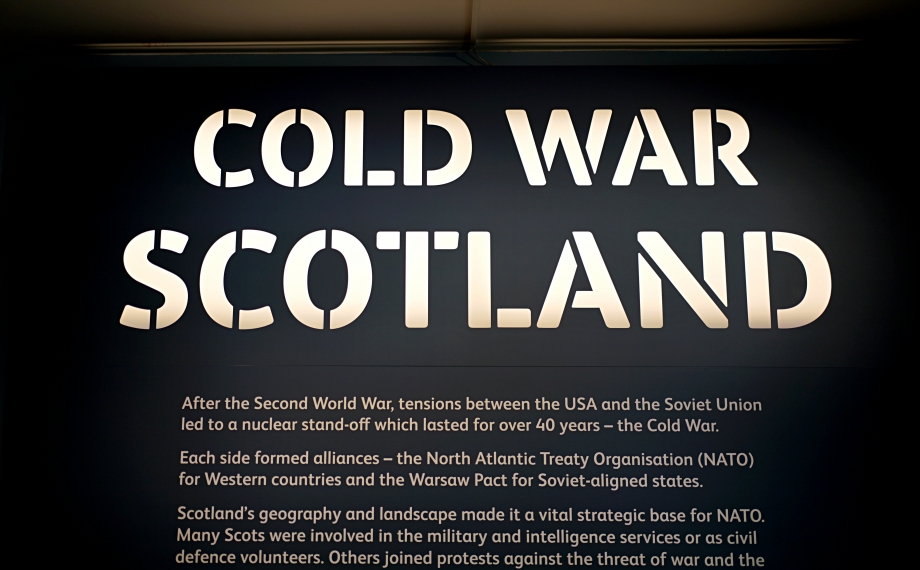 COLD WAR
SCOTLAND
After the Second World War, tensions between the USA and the Soviet Union
led to a nuclear stand-off which lasted for over 40 years – the Cold War.
Each side formed alliances – the North Atlantic Treaty Organisation (NATO)
for Western countries and the Warsaw Pact for Soviet-aligned states.
Scotland's geography and landscape made it a vital strategic base for NATO.
Many Scots were involved in the military and intelligence services or as civil
defence volunteers. Others joined protests against the threat of war and the